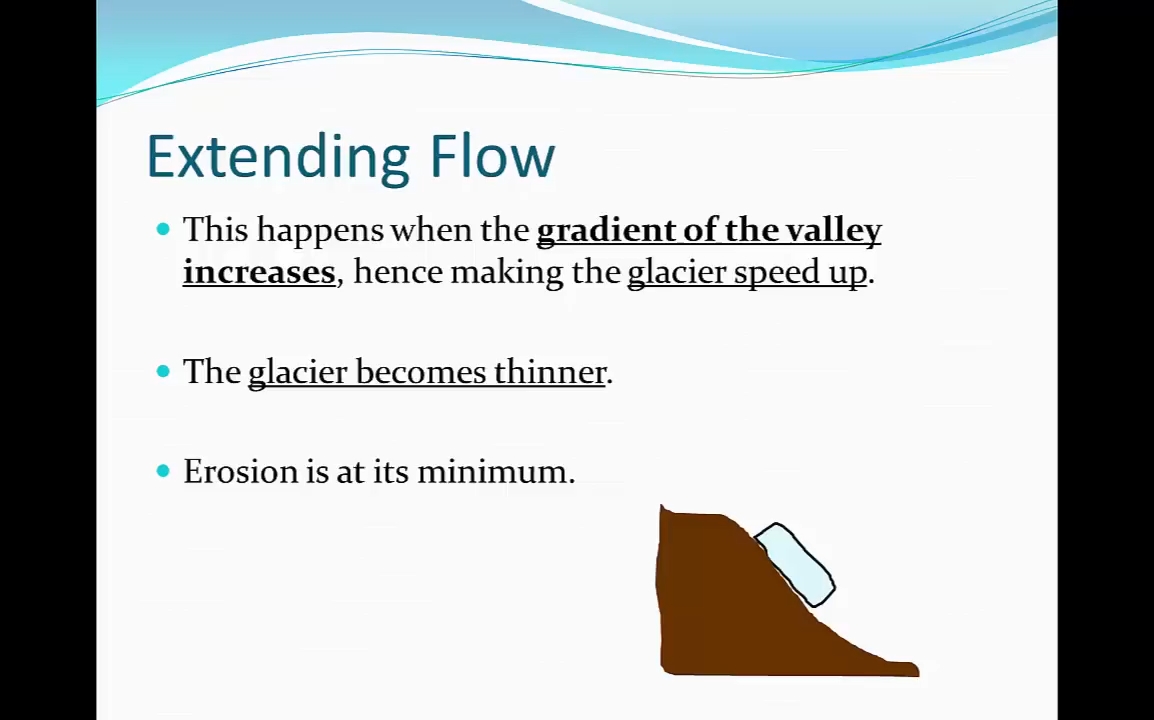 Extending Flow
This happens when the gradient of the valley
increases, hence making the glacier speed up.
The glacier becomes thinner.
Erosion is at its minimum.